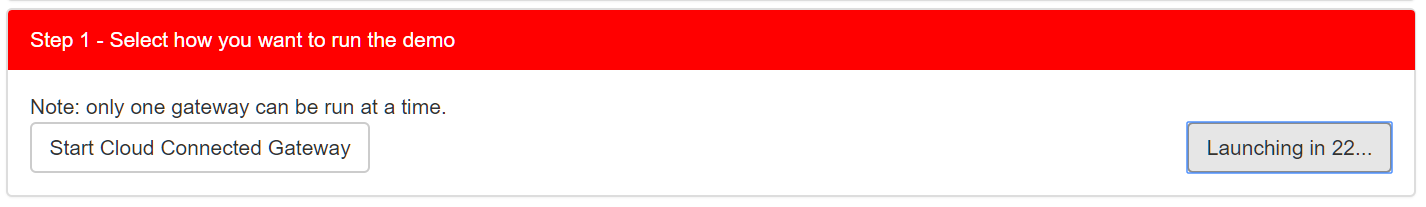 Step 1 - Select how you want to run the demo
Note: only one gateway can be run at a time.
Start Cloud Connected Gateway
Launching in 22...